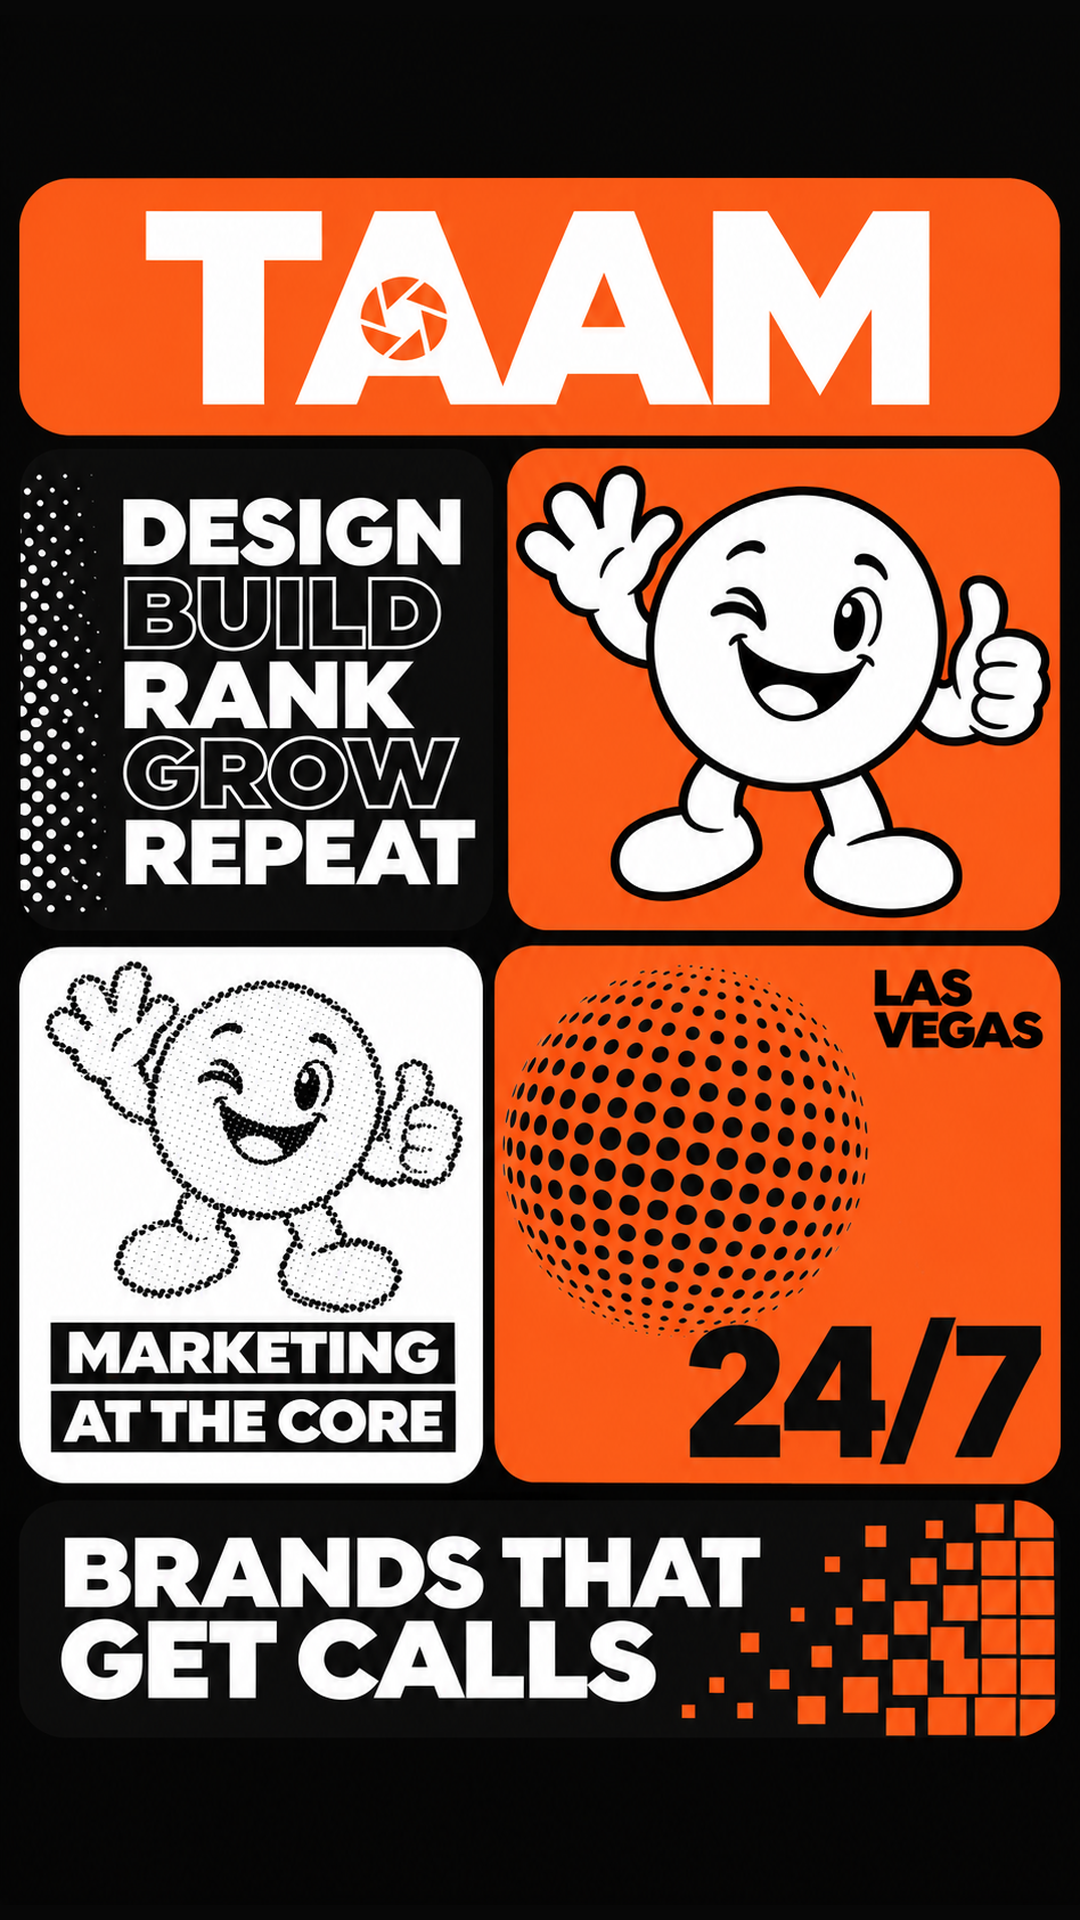 TAAM
DESIGN
BUILD
RANK
GROW
REPEAT
LAS
VEGAS
24/7
MARKETING
AT THE CORE
BRANDS THAT
GET CALLS